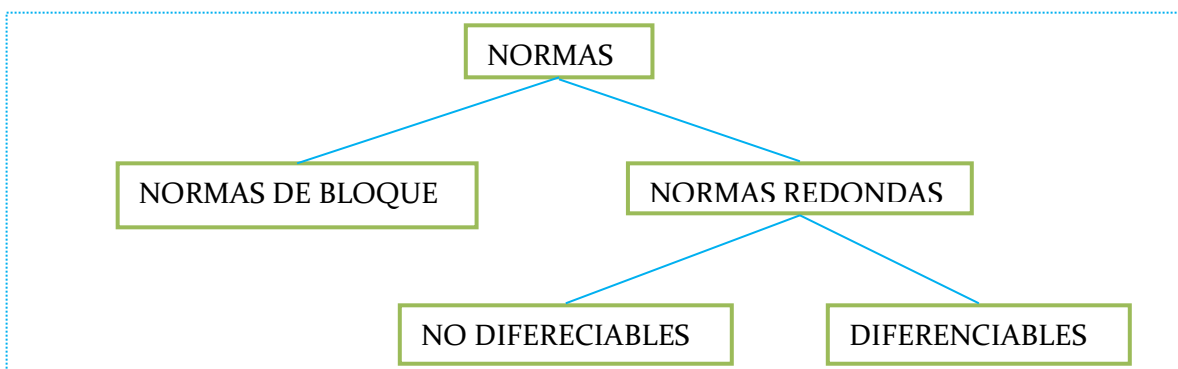 NORMAS
NORMAS DE BLOQUE
NORMAS REDONDAS
NO DIFERECIABLES
DIFERENCIABLES